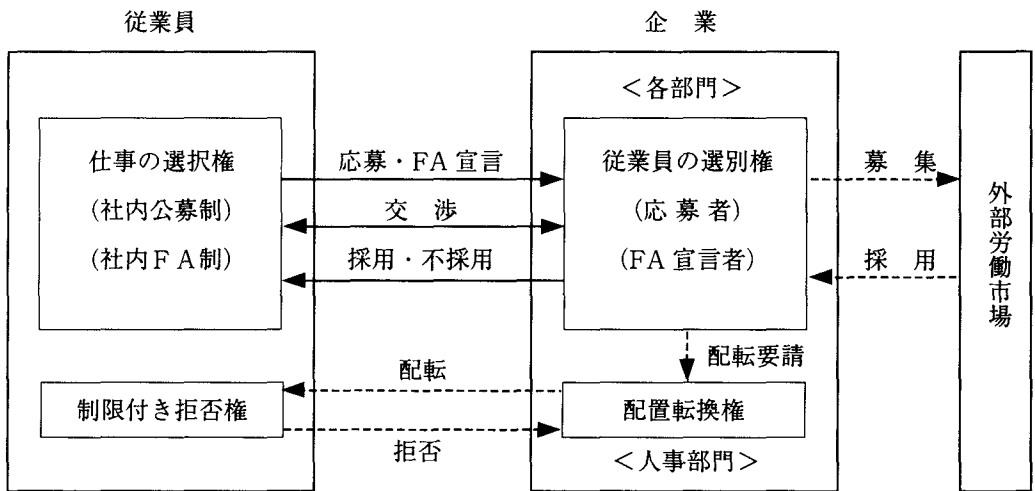 従業員
企　業
＜各部門＞
仕事の選択権
(社内公募制)
(社内ＦＡ制)
応募・FA 宣言
交　渉
採用・不採用
従業員の選別権
(応 募 者)
(FA 宣言者)
募　集
採　用
外部労働市場
配転要請
配転
制限付き拒否権
拒否
配置転換権
＜人事部門＞